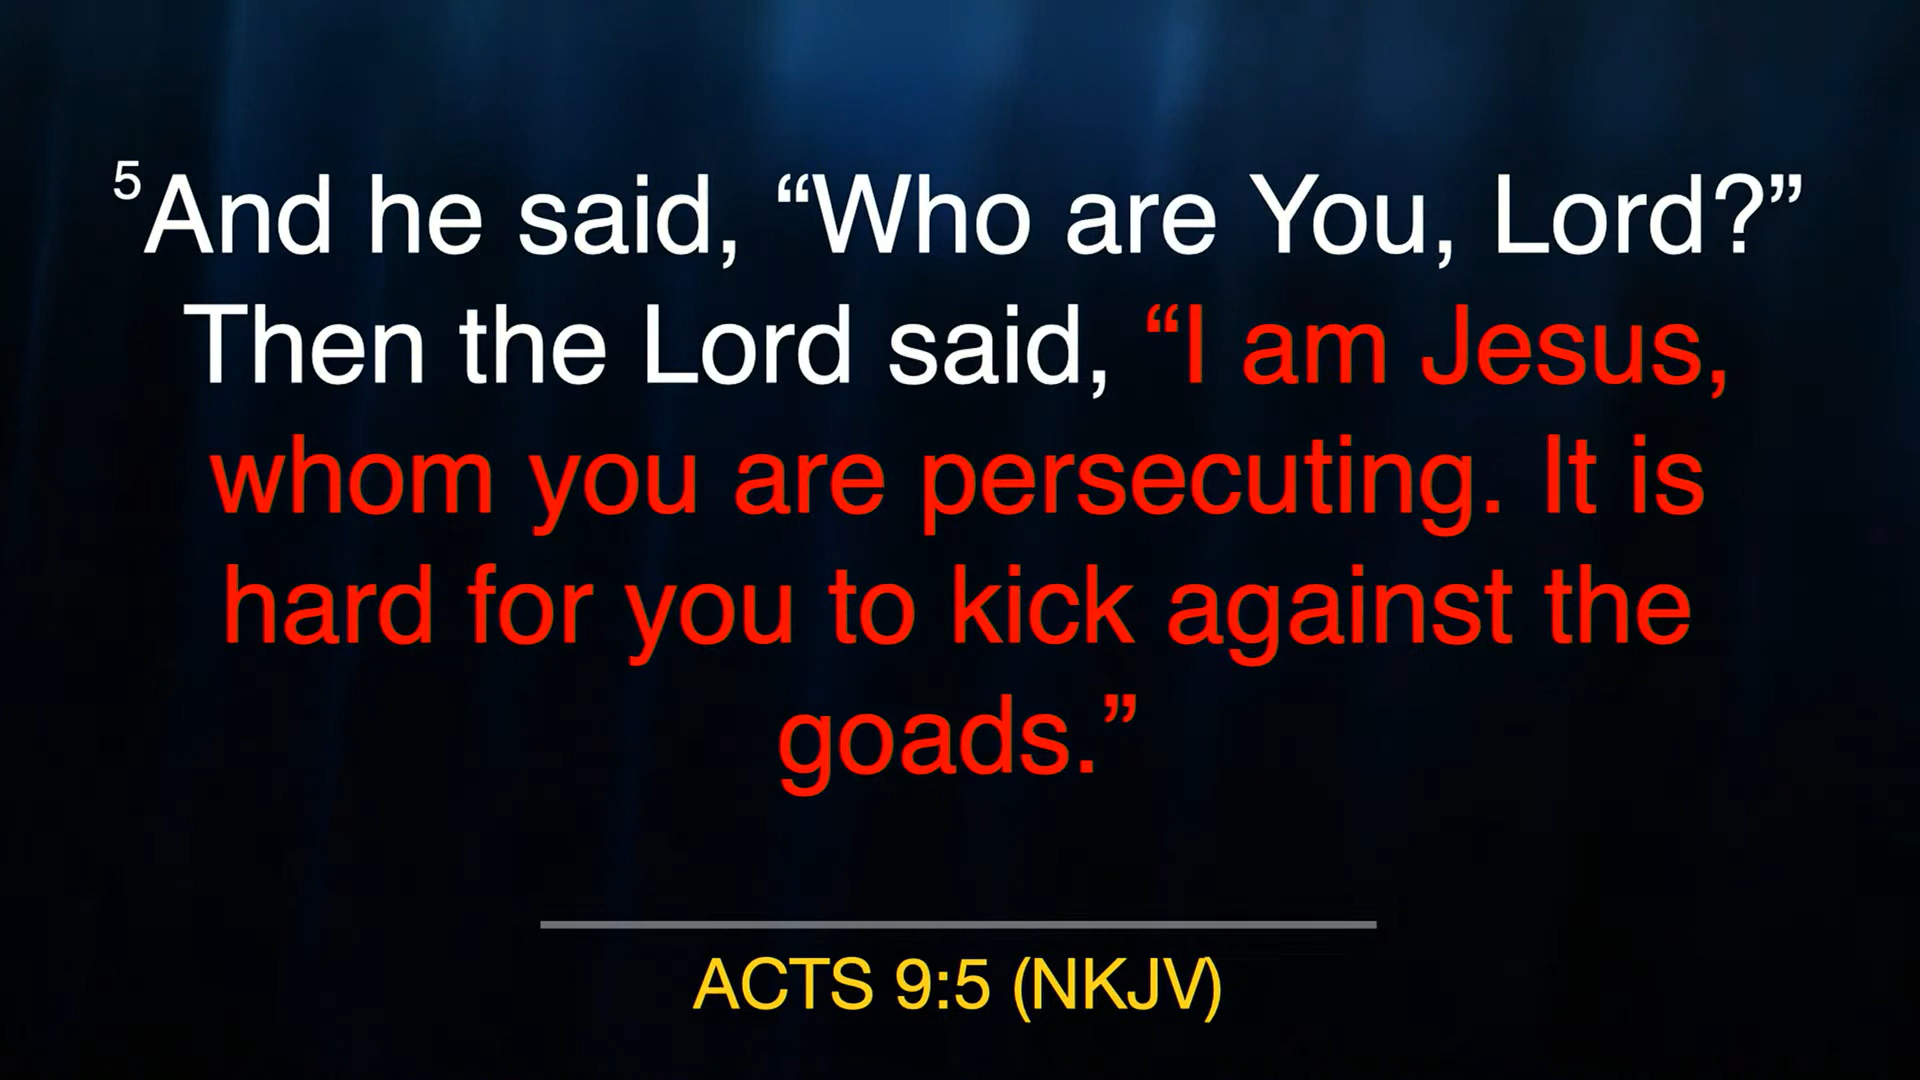 ⁵And he said, “Who are You, Lord?”
Then the Lord said, “I am Jesus,
whom you are persecuting. It is
hard for you to kick against the
goads.”
ACTS 9:5 (NKJV)